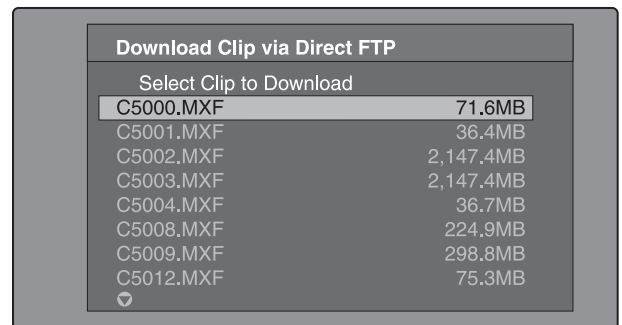 Download Clip via Direct FTP
Select Clip to Download
C5000.MXF 71.6MB
C5001.MXF 36.4MB
C5002.MXF 2,147.4MB
C5003.MXF 2,147.4MB
C5004.MXF 36.7MB
C5008.MXF 224.9MB
C5009.MXF 298.8MB
C5012.MXF 75.3MB